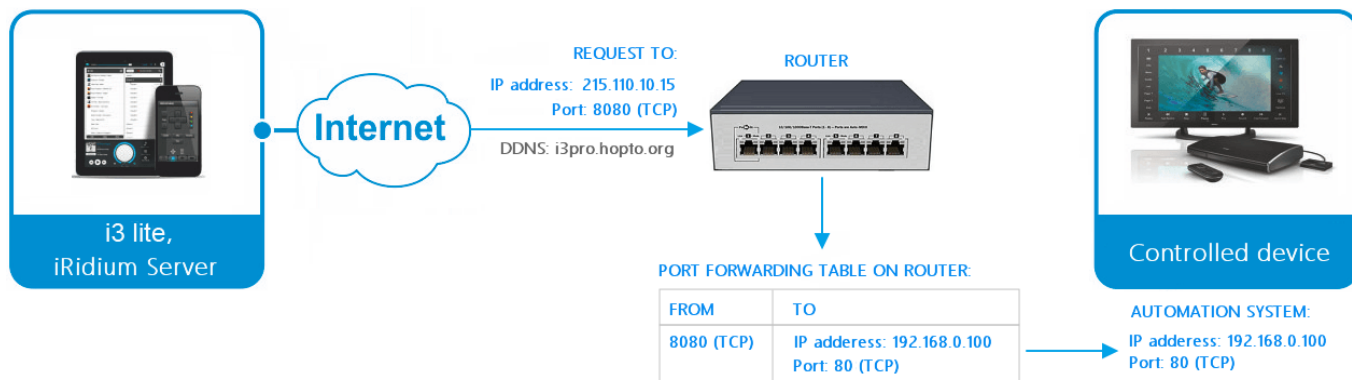 i3 lite,
iRidium Server
Internet
REQUEST TO:
IP address: 215.110.10.15
Port: 8080 (TCP)
DDNS: i3pro.hopto.org
ROUTER
PORT FORWARDING TABLE ON ROUTER:
FROM
TO
8080 (TCP)
IP adderess: 192.168.0.100
Port: 80 (TCP)
Controlled device
AUTOMATION SYSTEM:
IP adderess: 192.168.0.100
Port: 80 (TCP)